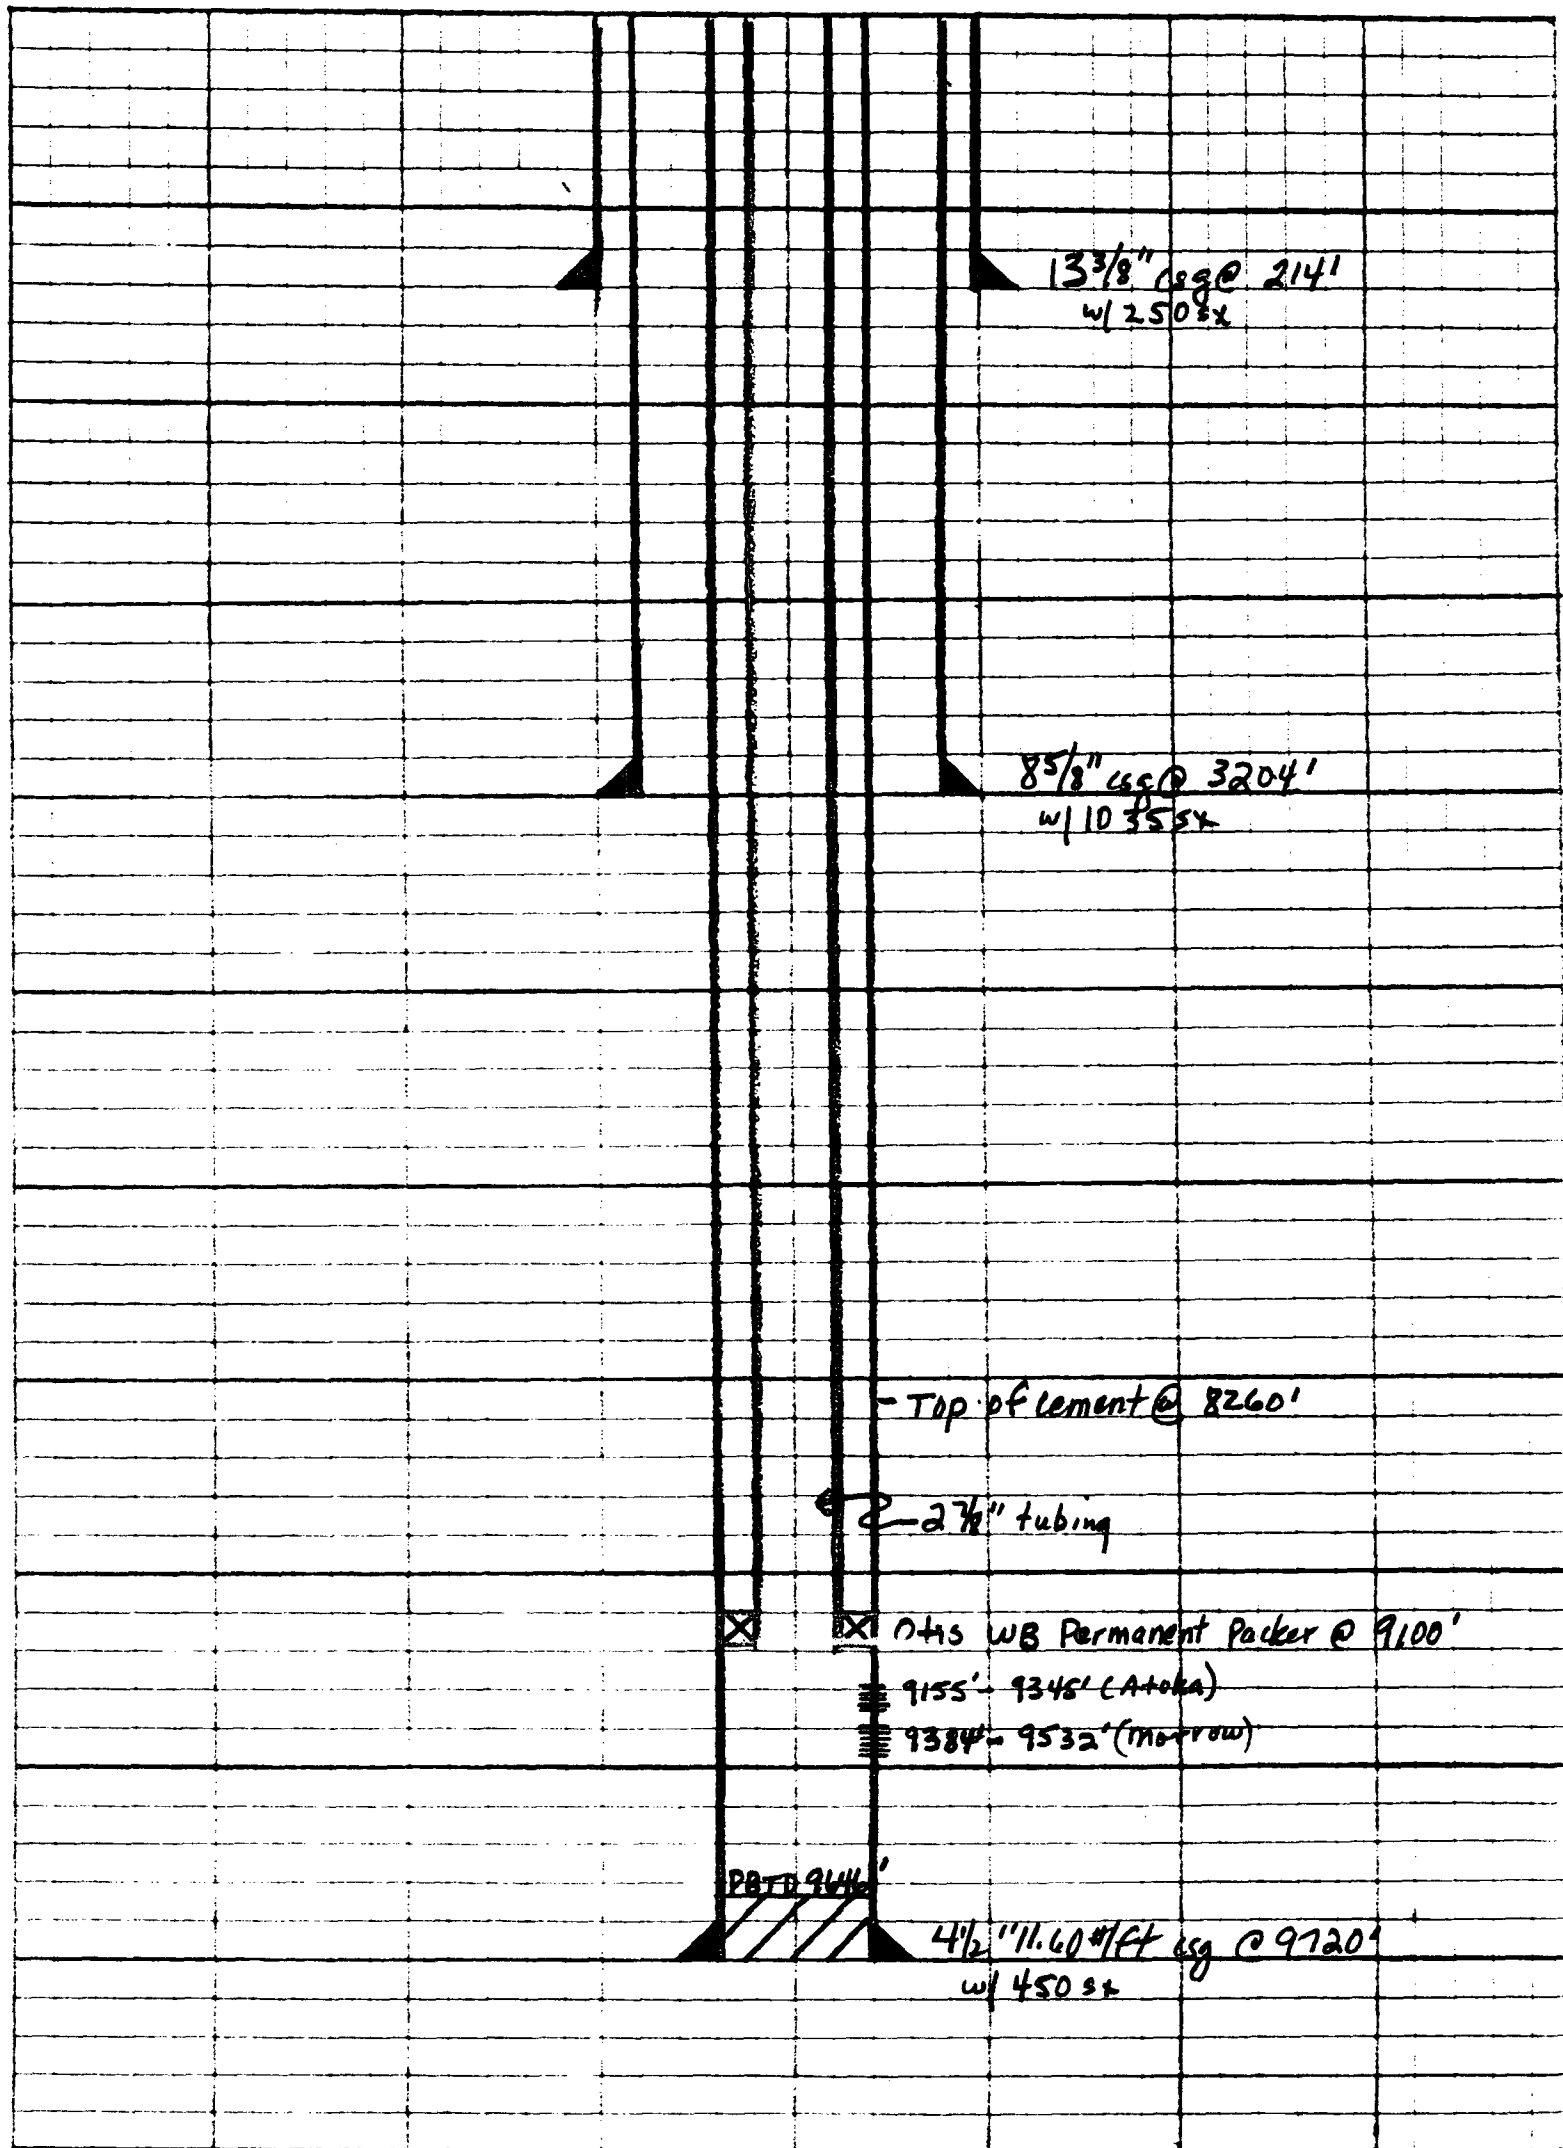 13 3/8" csg @ 214'
w/ 250 sx
8 5/8" csg @ 3204'
w/ 1035 sx
- Top of cement @ 8260'
2 7/8" tubing
Otis WB Permanent Packer @ 9100'
9155' - 9345' (Atoka)
9384' - 9532' (Morrow)
PBTD 9646'
4 1/2" 11.60 #/ft csg @ 9720'
w/ 450 sx